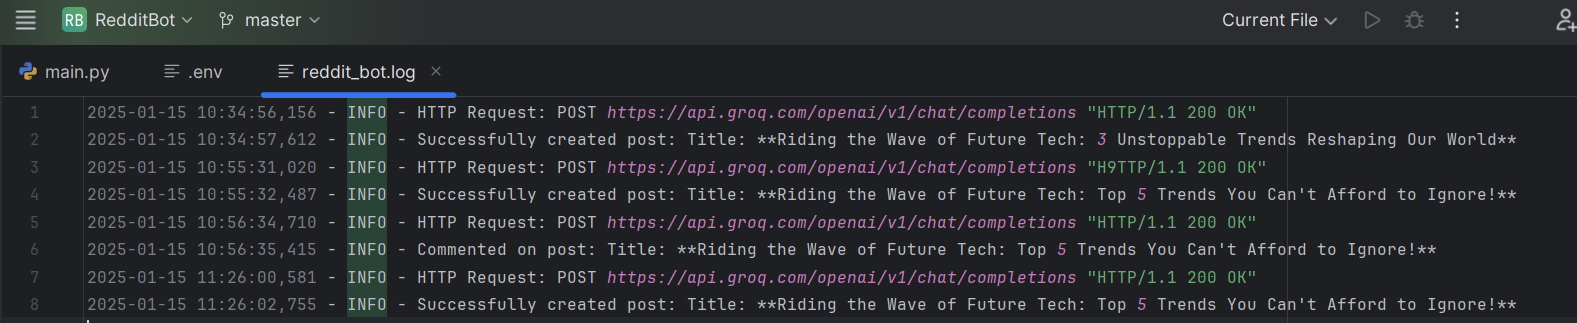 RB RedditBot master Current File
main.py .env reddit_bot.log
1 2025-01-15 10:34:56,156 - INFO - HTTP Request: POST https://api.groq.com/openai/v1/chat/completions "HTTP/1.1 200 OK"
2 2025-01-15 10:34:57,612 - INFO - Successfully created post: Title: **Riding the Wave of Future Tech: 3 Unstoppable Trends Reshaping Our World**
3 2025-01-15 10:55:31,020 - INFO - HTTP Request: POST https://api.groq.com/openai/v1/chat/completions "H9TTP/1.1 200 OK"
4 2025-01-15 10:55:32,487 - INFO - Successfully created post: Title: **Riding the Wave of Future Tech: Top 5 Trends You Can't Afford to Ignore!**
5 2025-01-15 10:56:34,710 - INFO - HTTP Request: POST https://api.groq.com/openai/v1/chat/completions "HTTP/1.1 200 OK"
6 2025-01-15 10:56:35,415 - INFO - Commented on post: Title: **Riding the Wave of Future Tech: Top 5 Trends You Can't Afford to Ignore!**
7 2025-01-15 11:26:00,581 - INFO - HTTP Request: POST https://api.groq.com/openai/v1/chat/completions "HTTP/1.1 200 OK"
8 2025-01-15 11:26:02,755 - INFO - Successfully created post: Title: **Riding the Wave of Future Tech: Top 5 Trends You Can't Afford to Ignore!**